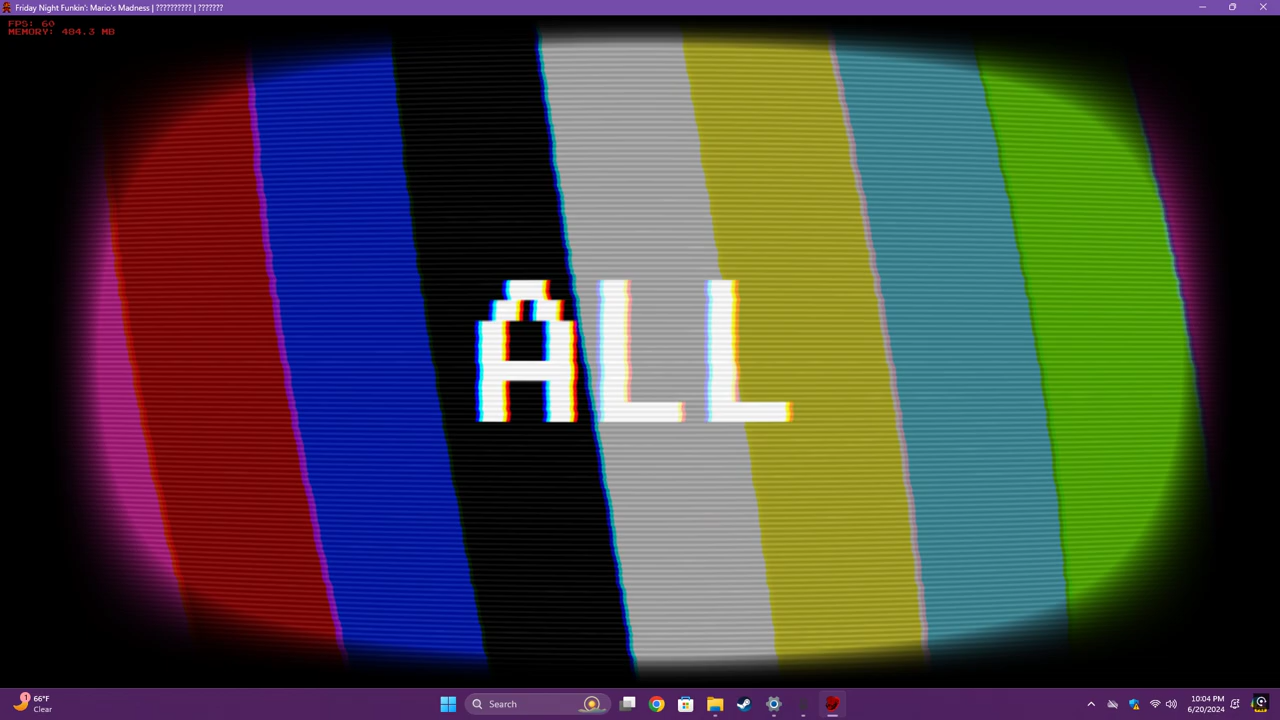 Friday Night Funkin': Mario's Madness | ?????????? | ???????
FPS: 60
MEMORY: 484.3 MB
ALL
1
66°F
Clear
Search
10:04 PM
6/20/2024